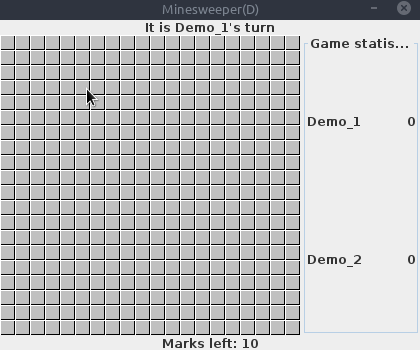 Minesweeper(D)
It is Demo_1's turn
Game statis...
Demo_1 0
Demo_2 0
Marks left: 10